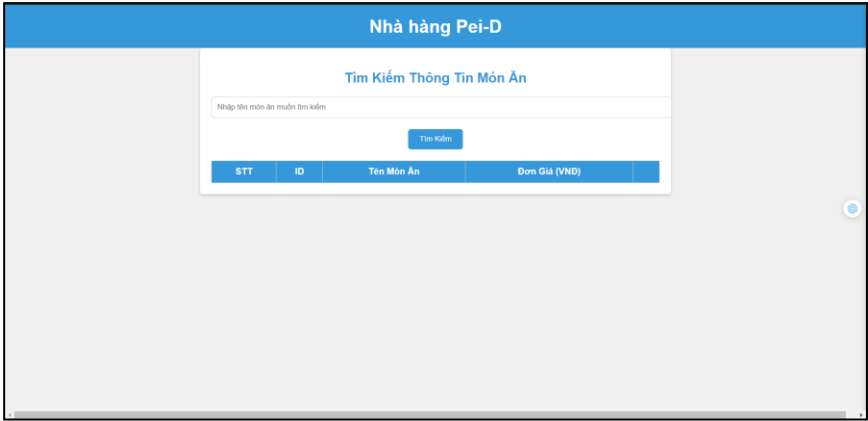 Nhà hàng Pei-D
Tìm Kiếm Thông Tin Món Ăn
Nhập tên món ăn muốn tìm kiếm
Tìm Kiếm
STT ID Tên Món Ăn Đơn Giá (VNĐ)